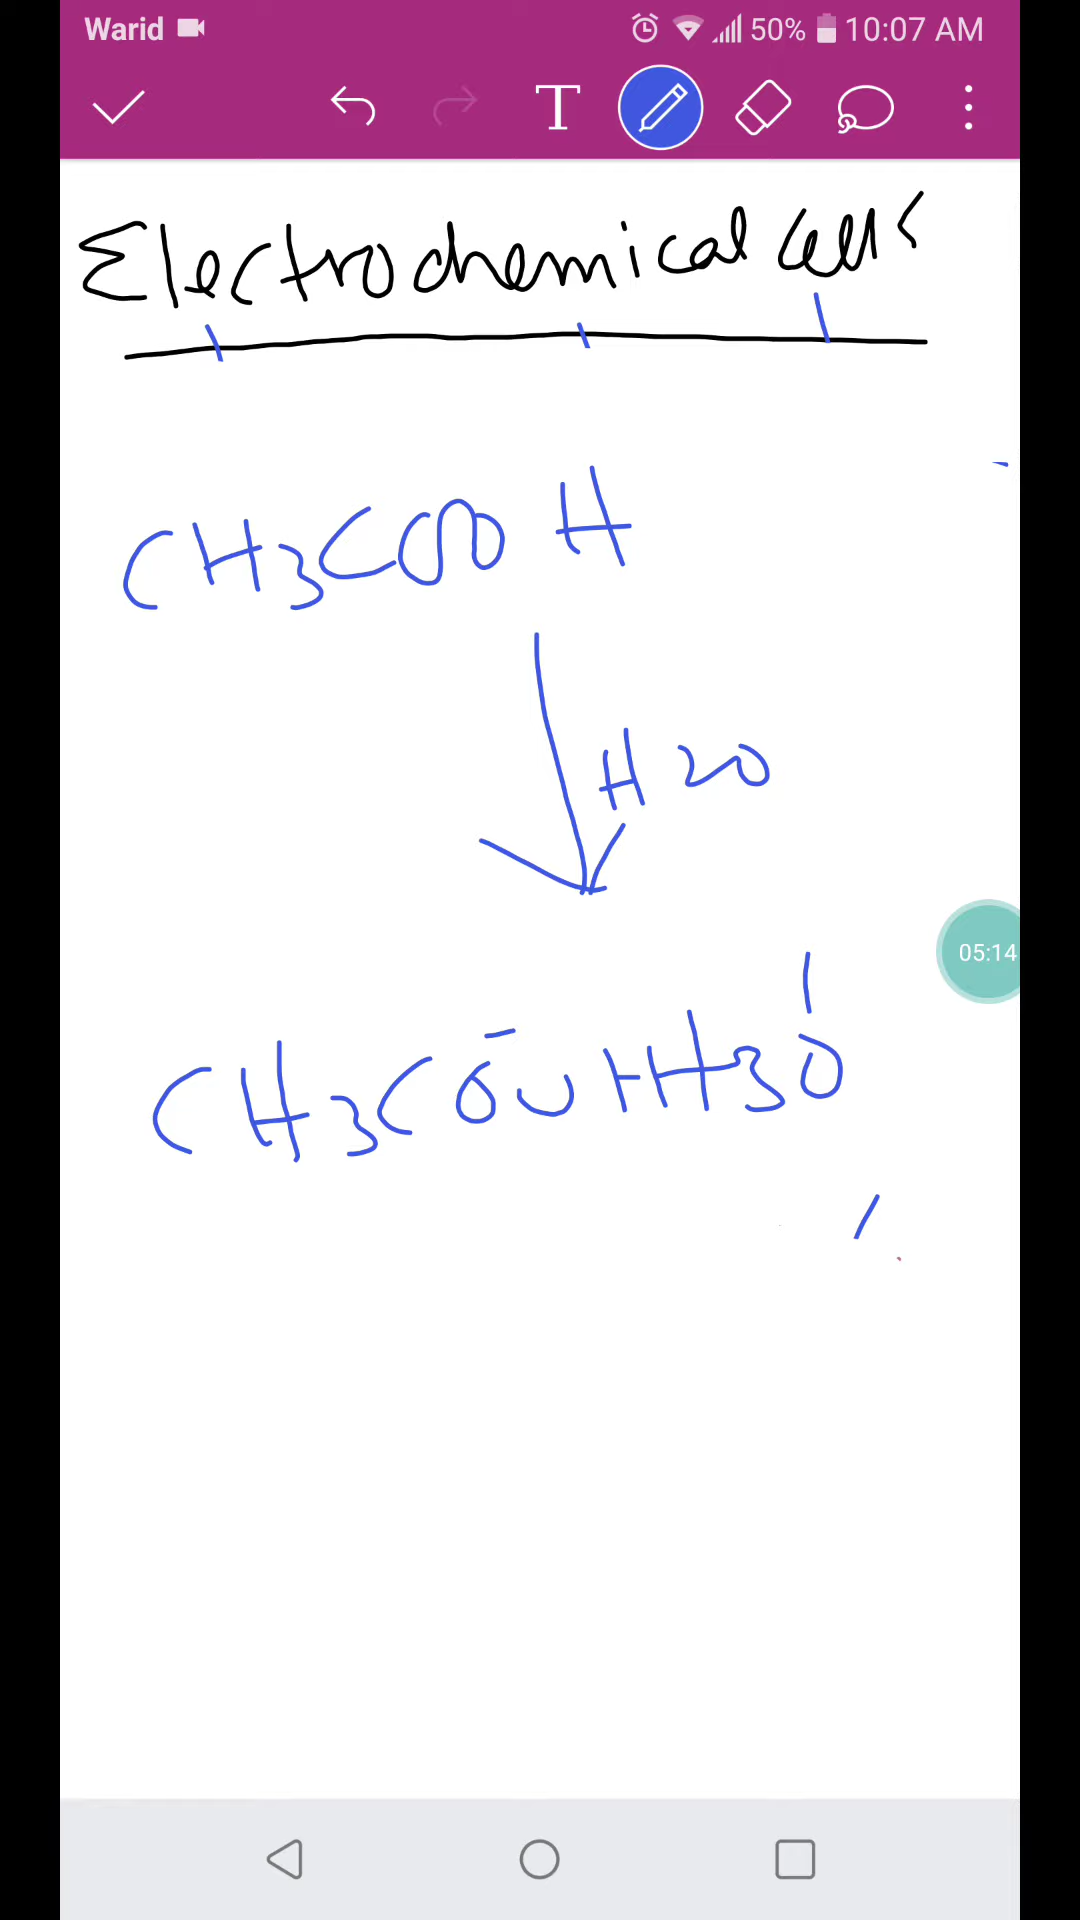 Warid 50% 10:07 AM
T
Electrochemical cells
CH3COOH
H2O
05:14
CH3COO + H3O